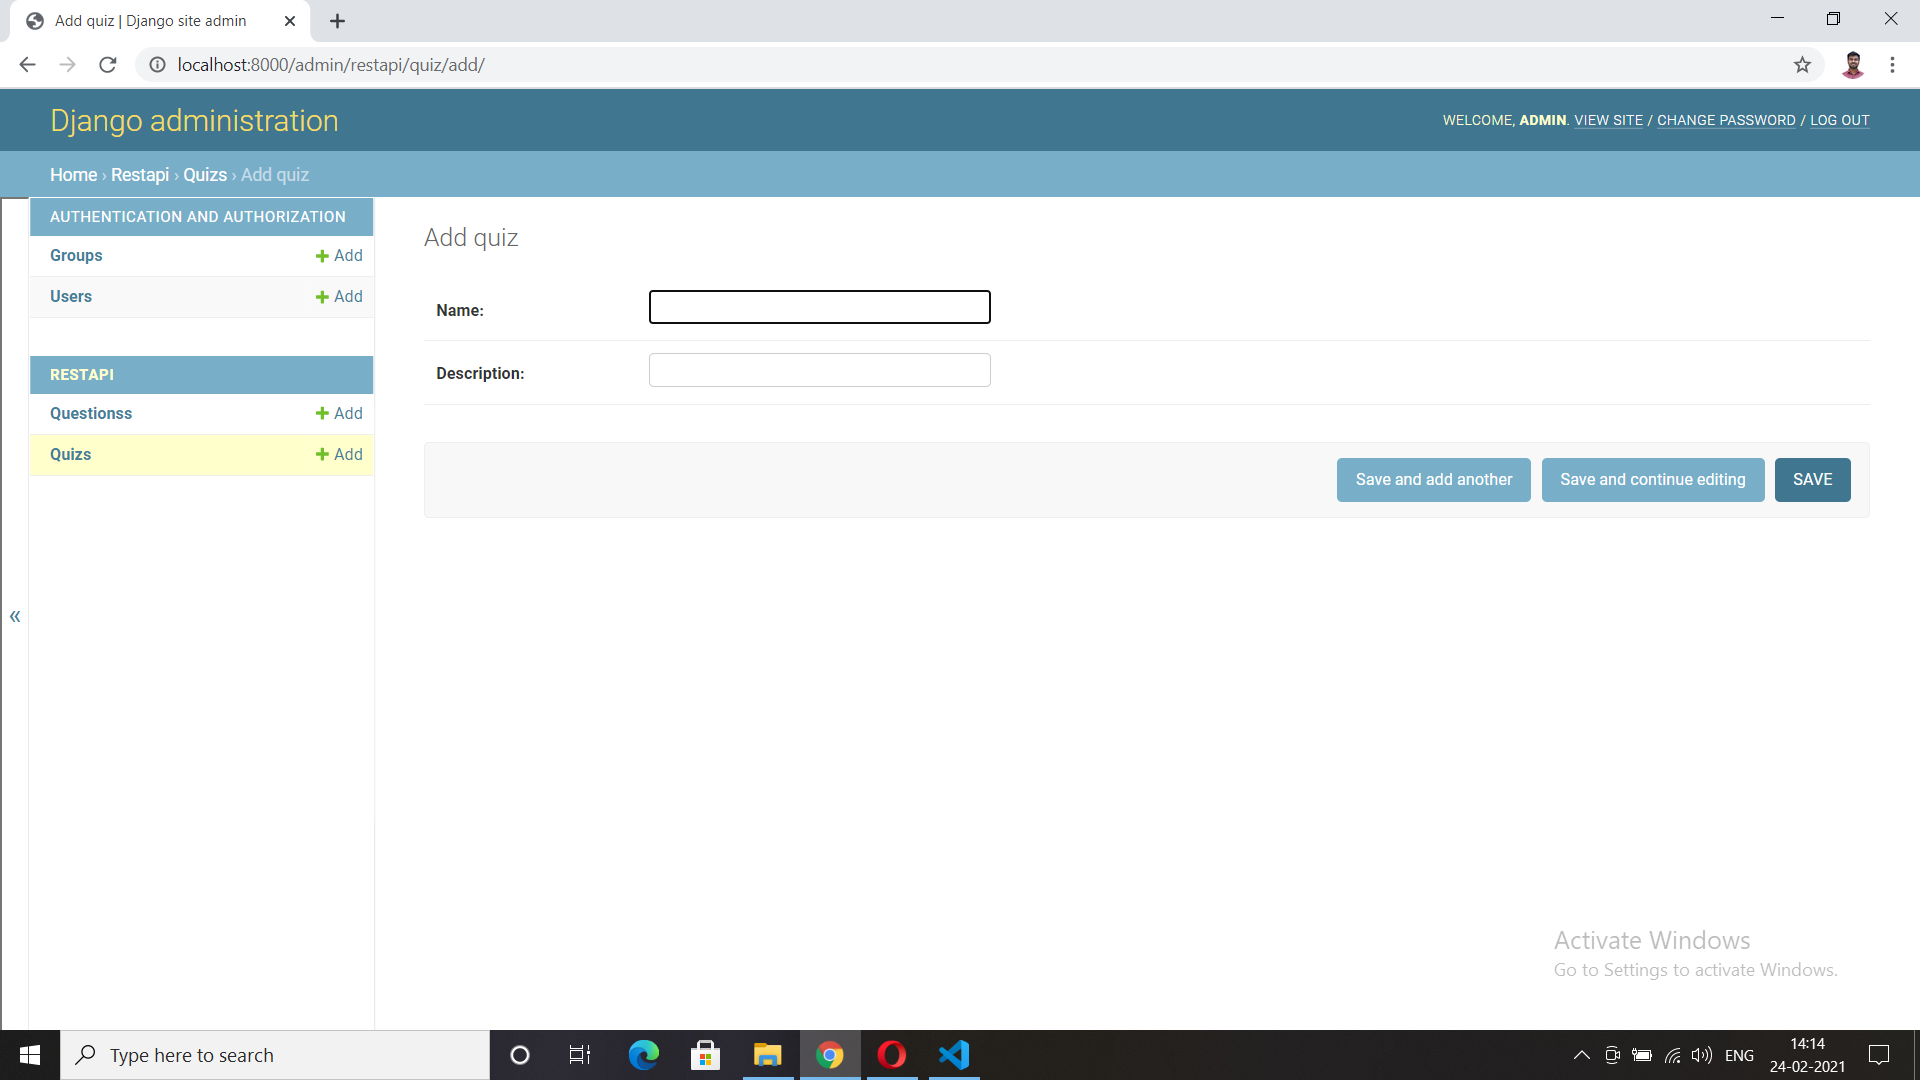 Add quiz | Django site admin
localhost:8000/admin/restapi/quiz/add/
Django administration
WELCOME, ADMIN. VIEW SITE / CHANGE PASSWORD / LOG OUT
Home › Restapi › Quizs › Add quiz
AUTHENTICATION AND AUTHORIZATION
Groups
Add
Users
Add
RESTAPI
Questionss
Add
Quizs
Add
«
Add quiz
Name:
Description:
Save and add another
Save and continue editing
SAVE
Activate Windows
Go to Settings to activate Windows.
Type here to search
ENG
14:14
24-02-2021